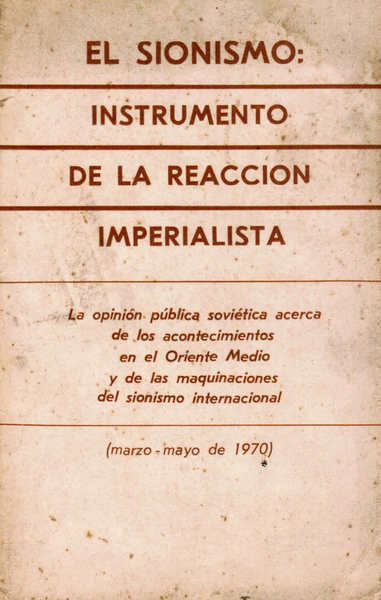 EL SIONISMO:
INSTRUMENTO
DE LA REACCION
IMPERIALISTA
La opinión pública soviética acerca
de los acontecimientos
en el Oriente Medio
y de las maquinaciones
del sionismo internacional
(marzo-mayo de 1970)